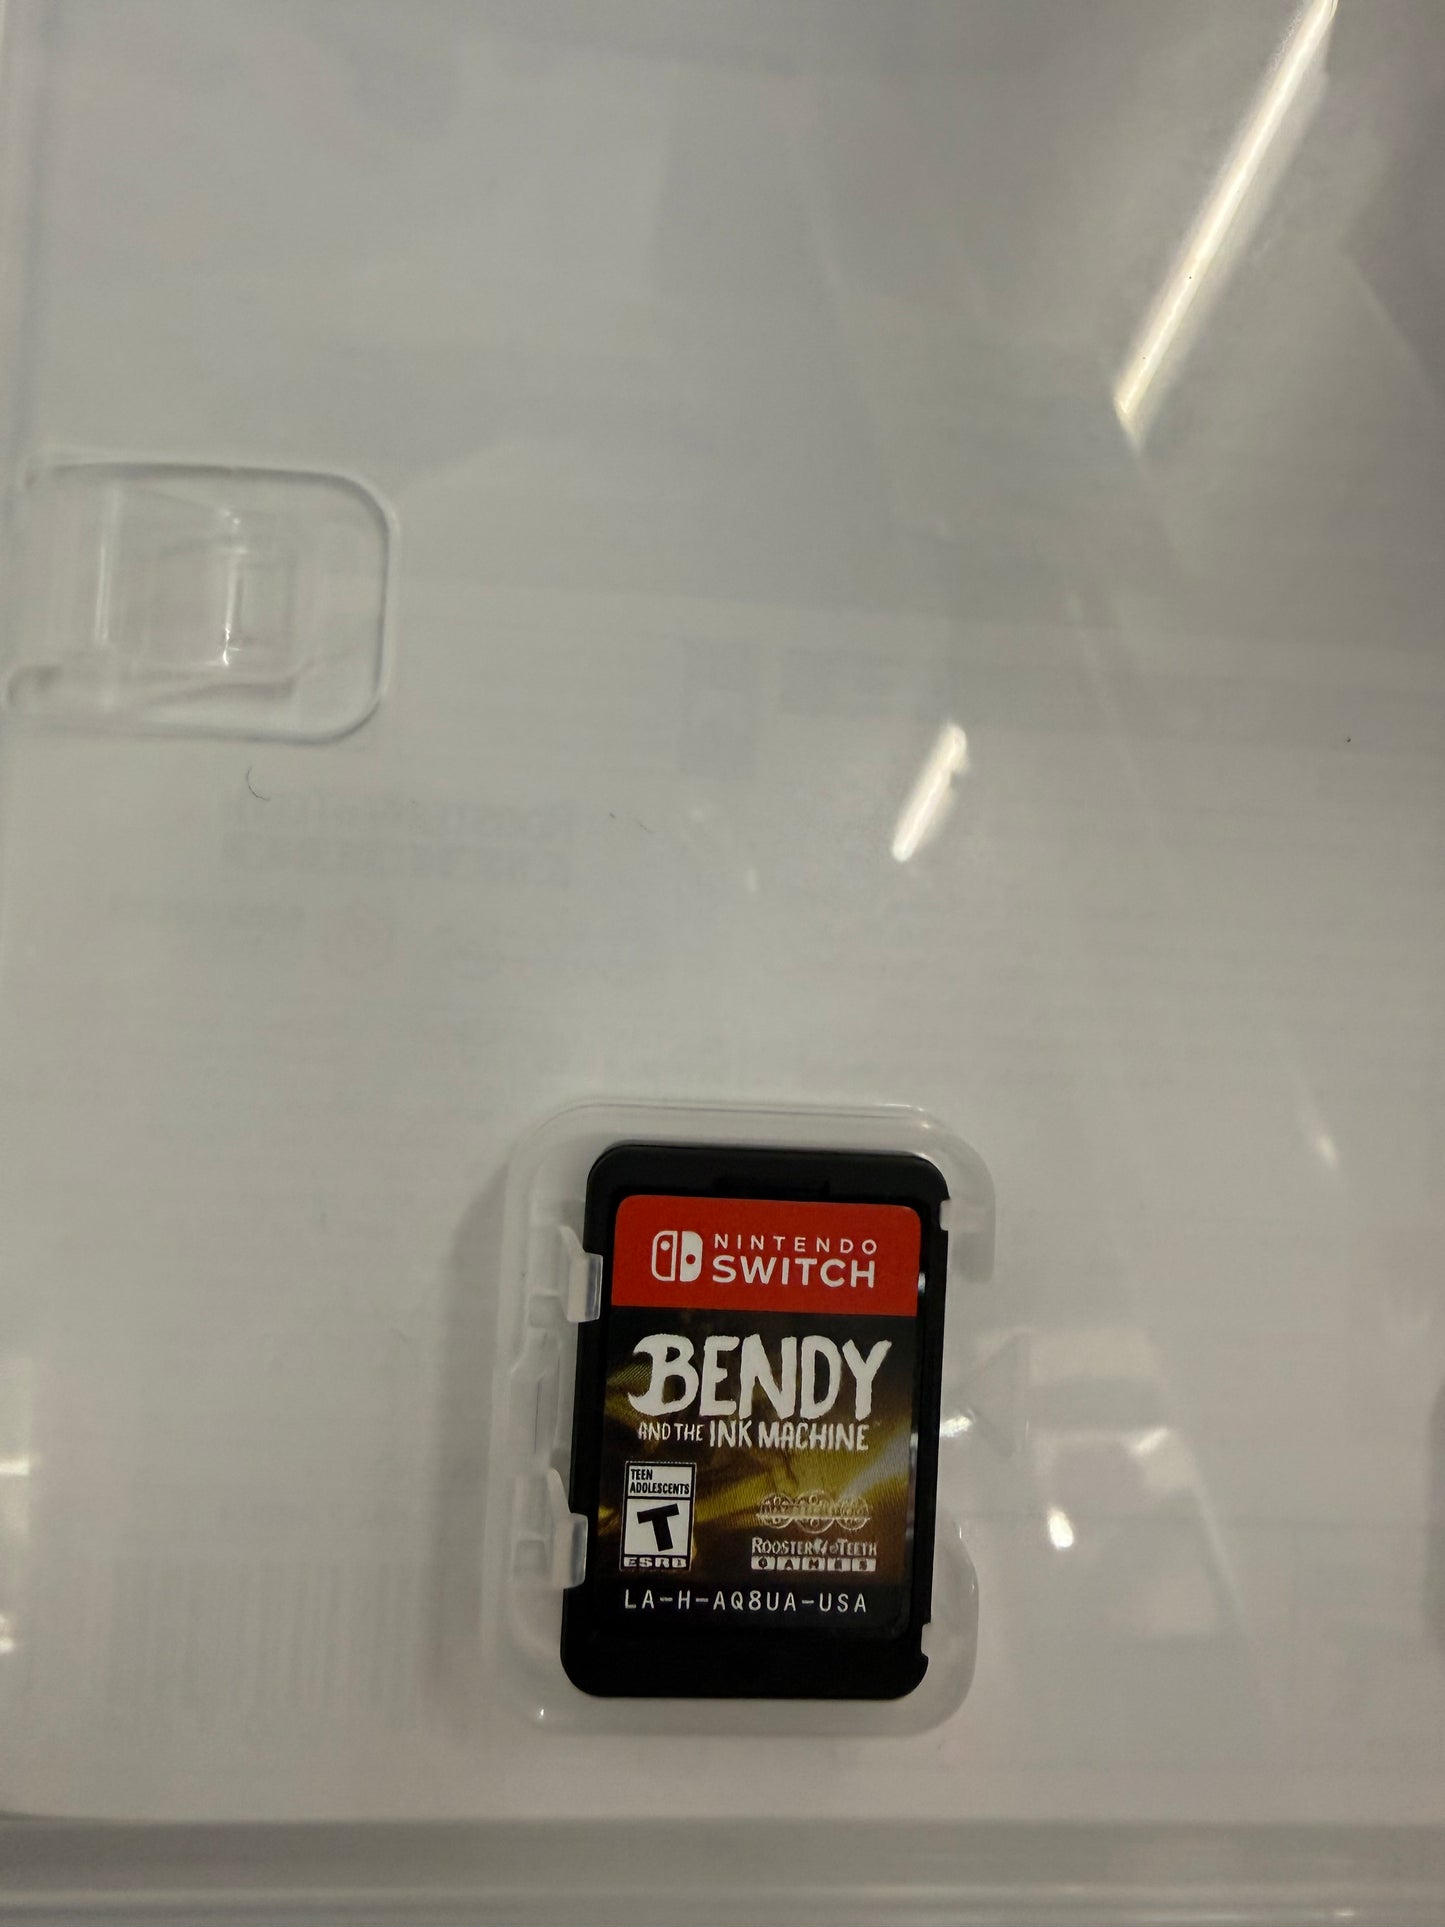 NINTENDO
SWITCH
BENDY
AND THE INK MACHINE
TEEN
ADOLESCENTS
T
ESRB
ROOSTER TEETH
GAMES
LA-H-AQ8UA-USA